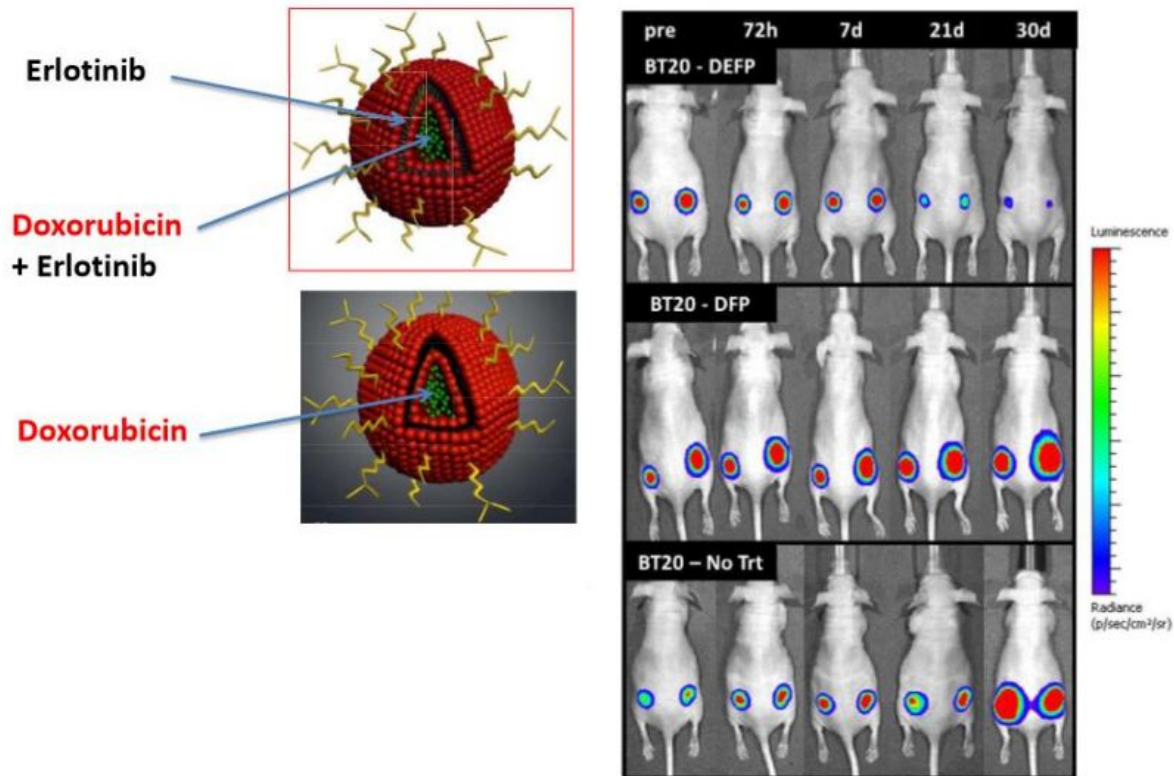 Erlotinib
Doxorubicin
+ Erlotinib
Doxorubicin
pre 72h 7d 21d 30d
BT20 - DEFP
BT20 - DFP
BT20 – No Trt
Luminescence
Radiance
(p/sec/cm²/sr)